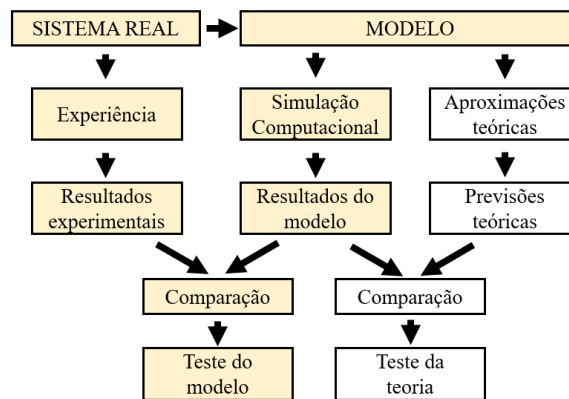 SISTEMA REAL
MODELO
Experiência
Simulação
Computacional
Aproximações
teóricas
Resultados
experimentais
Resultados do
modelo
Previsões
teóricas
Comparação
Comparação
Teste do
modelo
Teste da
teoria